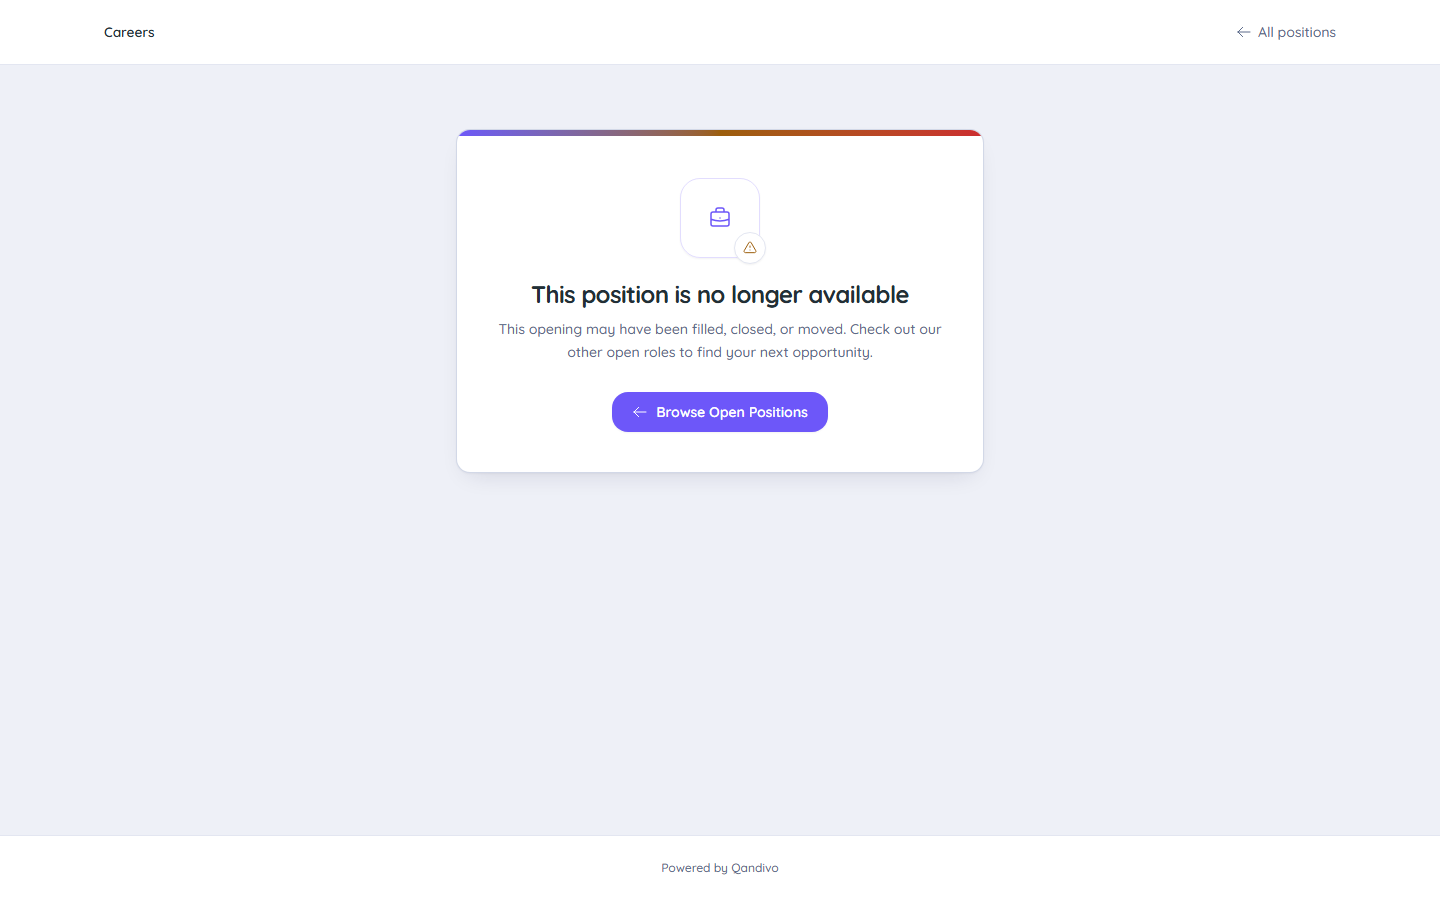 Careers
All positions
This position is no longer available
This opening may have been filled, closed, or moved. Check out our
other open roles to find your next opportunity.
Browse Open Positions
Powered by Qandivo